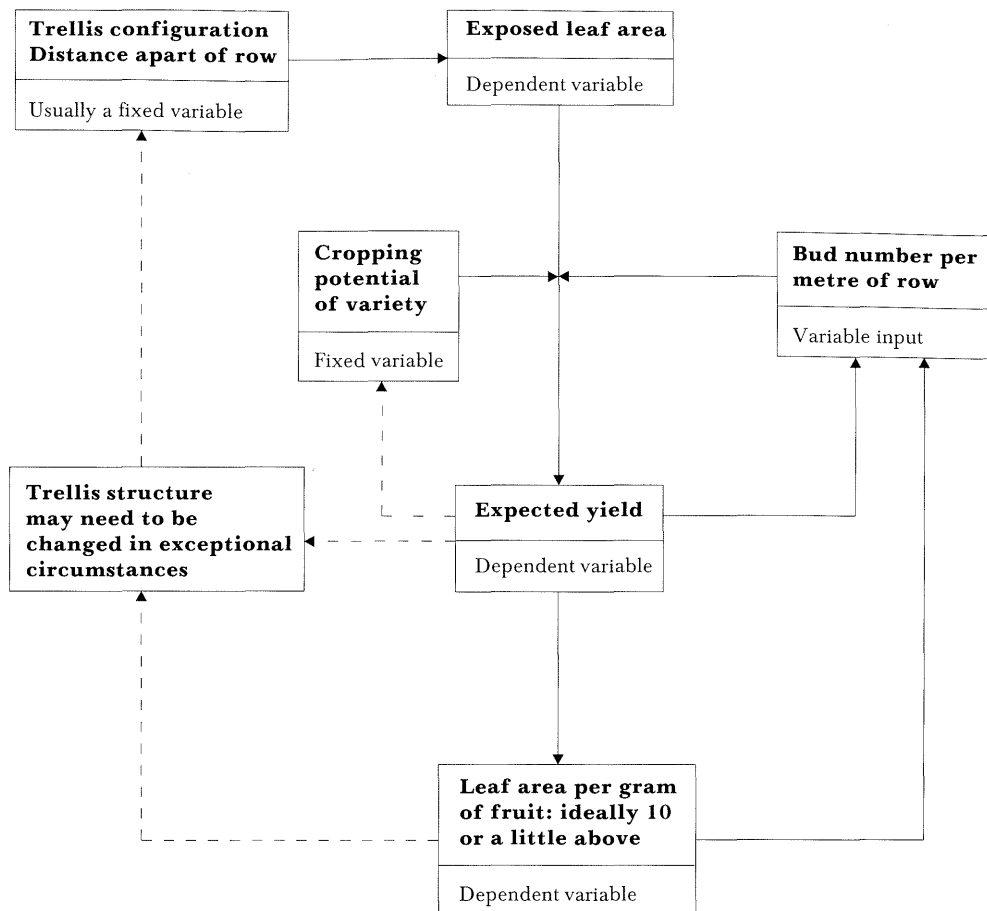 Trellis configuration
Distance apart of row
Usually a fixed variable
Exposed leaf area
Dependent variable
Cropping
potential
of variety
Fixed variable
Bud number per
metre of row
Variable input
Trellis structure
may need to be
changed in exceptional
circumstances
Expected yield
Dependent variable
Leaf area per gram
of fruit: ideally 10
or a little above
Dependent variable